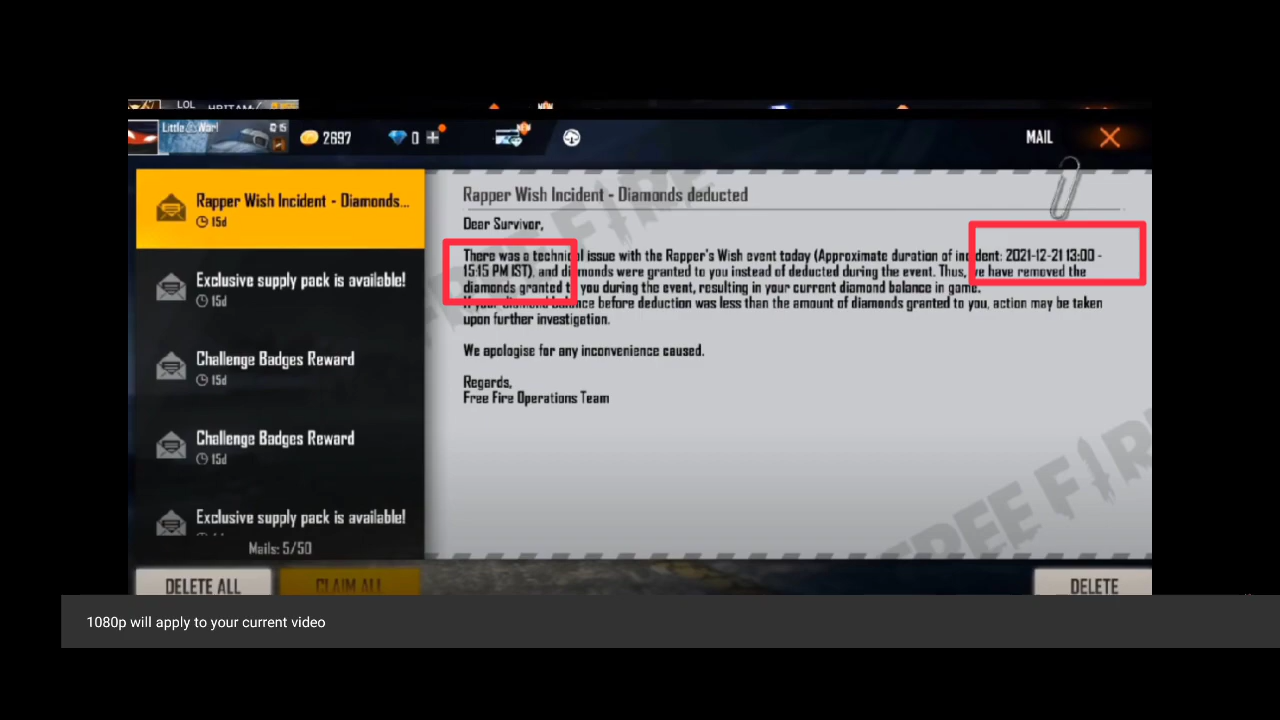 LOL
Little & War!
2697
0
NEW
MAIL
Rapper Wish Incident - Diamonds...
15d
Exclusive supply pack is available!
15d
Challenge Badges Reward
15d
Challenge Badges Reward
15d
Exclusive supply pack is available!
Mails: 5/50
DELETE ALL
CLAIM ALL
Rapper Wish Incident - Diamonds deducted
Dear Survivor,
There was a technical issue with the Rapper's Wish event today (Approximate duration of incident: 2021-12-21 13:00 -
15:15 PM IST), and diamonds were granted to you instead of deducted during the event. Thus, we have removed the
diamonds granted to you during the event, resulting in your current diamond balance in game.
If your diamond balance before deduction was less than the amount of diamonds granted to you, action may be taken
upon further investigation.
We apologise for any inconvenience caused.
Regards,
Free Fire Operations Team
FREE FIRE
FREE FIRE
DELETE
1080p will apply to your current video